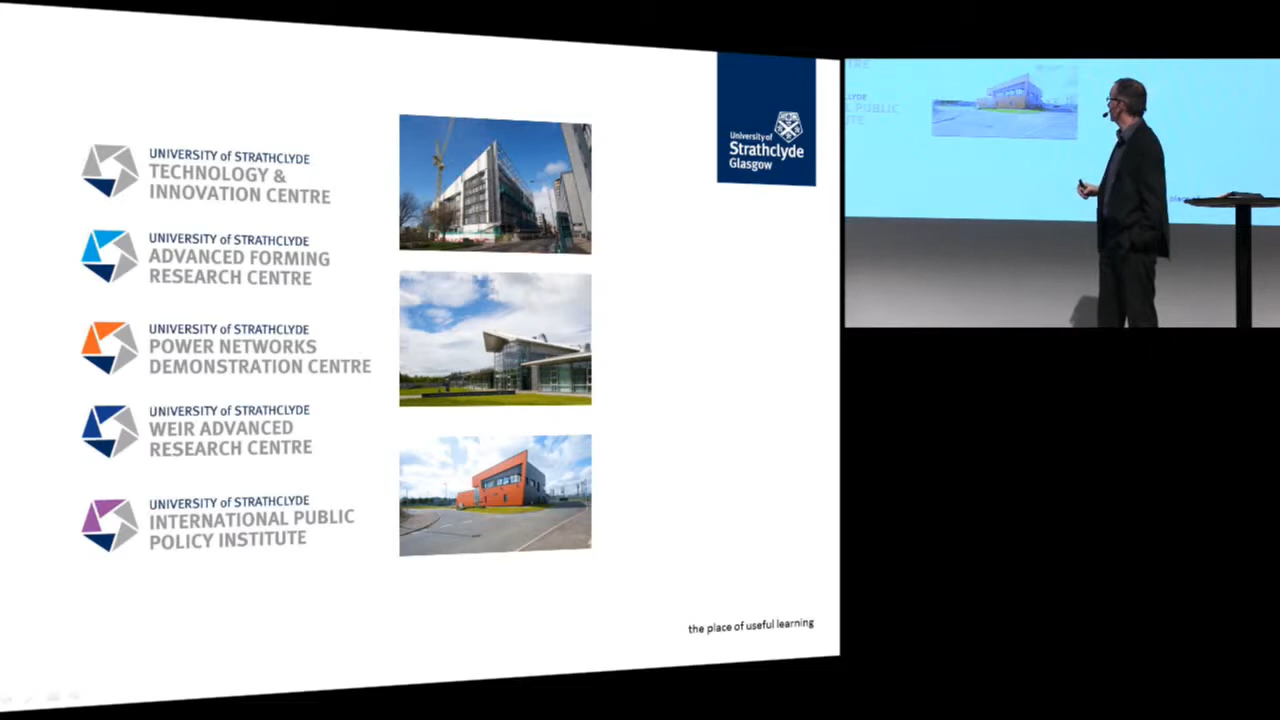 UNIVERSITY of STRATHCLYDE
TECHNOLOGY &
INNOVATION CENTRE
UNIVERSITY of STRATHCLYDE
ADVANCED FORMING
RESEARCH CENTRE
UNIVERSITY of STRATHCLYDE
POWER NETWORKS
DEMONSTRATION CENTRE
UNIVERSITY of STRATHCLYDE
WEIR ADVANCED
RESEARCH CENTRE
UNIVERSITY of STRATHCLYDE
INTERNATIONAL PUBLIC
POLICY INSTITUTE
University of
Strathclyde
Glasgow
the place of useful learning
PUBLIC